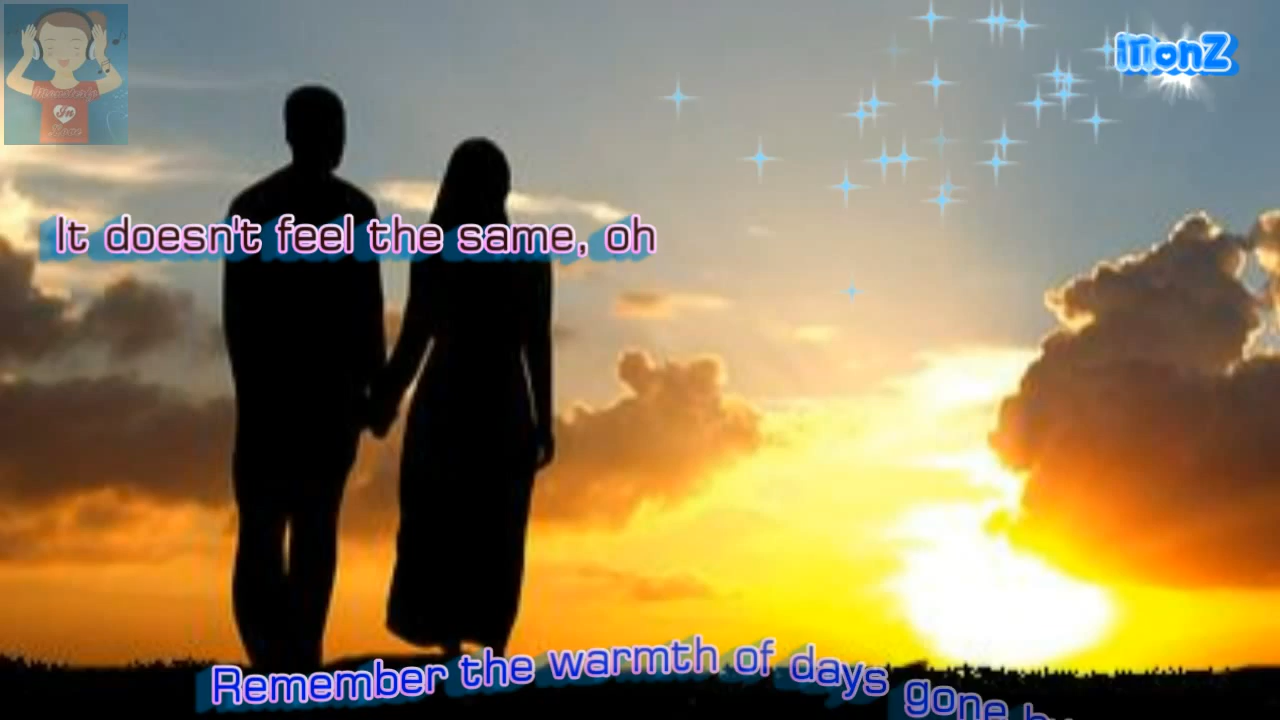 monZ
It doesn't feel the same, oh
Remember the warmth of days gone by